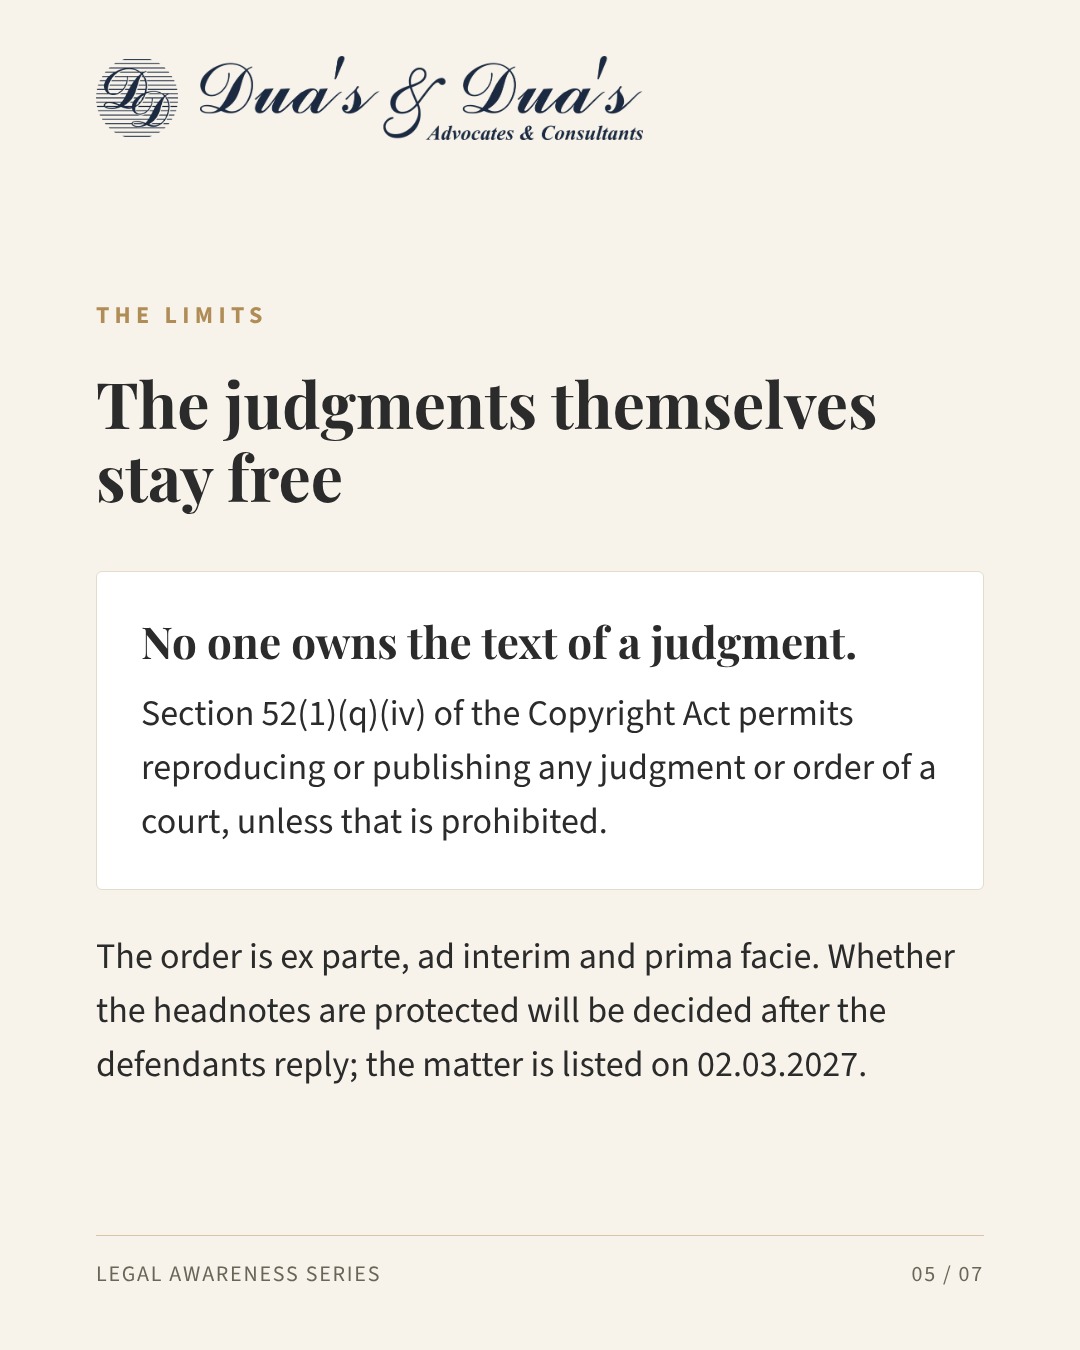 DD Dua's & Dua's
Advocates & Consultants
THE LIMITS
The judgments themselves
stay free
No one owns the text of a judgment.
Section 52(1)(q)(iv) of the Copyright Act permits
reproducing or publishing any judgment or order of a
court, unless that is prohibited.
The order is ex parte, ad interim and prima facie. Whether
the headnotes are protected will be decided after the
defendants reply; the matter is listed on 02.03.2027.
LEGAL AWARENESS SERIES
05 / 07